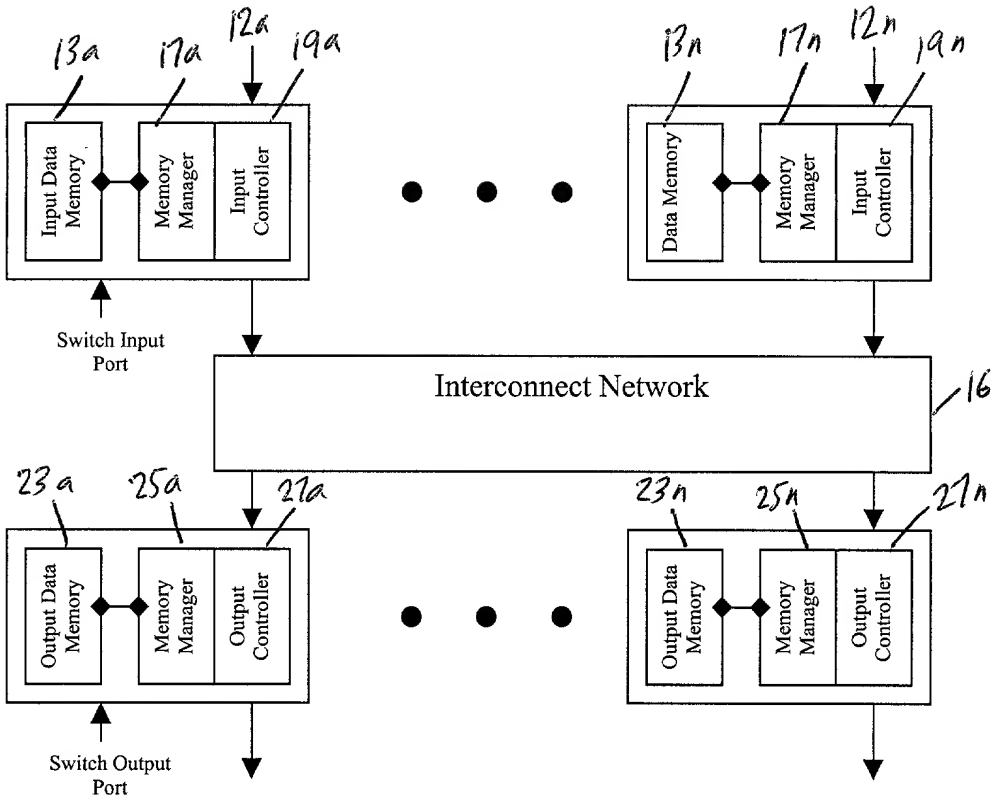 12a
12n
13a
17a
19a
13n
17n
19n
Input Data
Memory
Memory
Manager
Input
Controller
Data Memory
Memory
Manager
Input
Controller
Switch Input
Port
Interconnect Network
16
23a
25a
27a
23n
25n
27n
Output Data
Memory
Memory
Manager
Output
Controller
Output Data
Memory
Memory
Manager
Output
Controller
Switch Output
Port